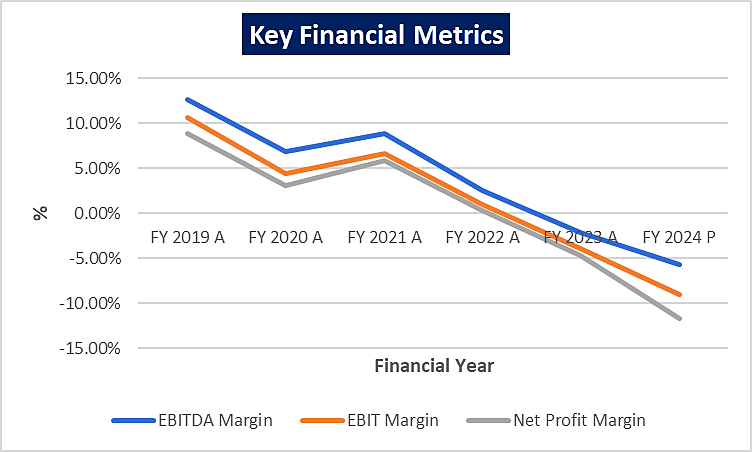 Key Financial Metrics
15.00%
10.00%
5.00%
0.00%
-5.00%
-10.00%
-15.00%
%
FY 2019 A
FY 2020 A
FY 2021 A
FY 2022 A
FY 2023 A
FY 2024 P
Financial Year
EBITDA Margin
EBIT Margin
Net Profit Margin